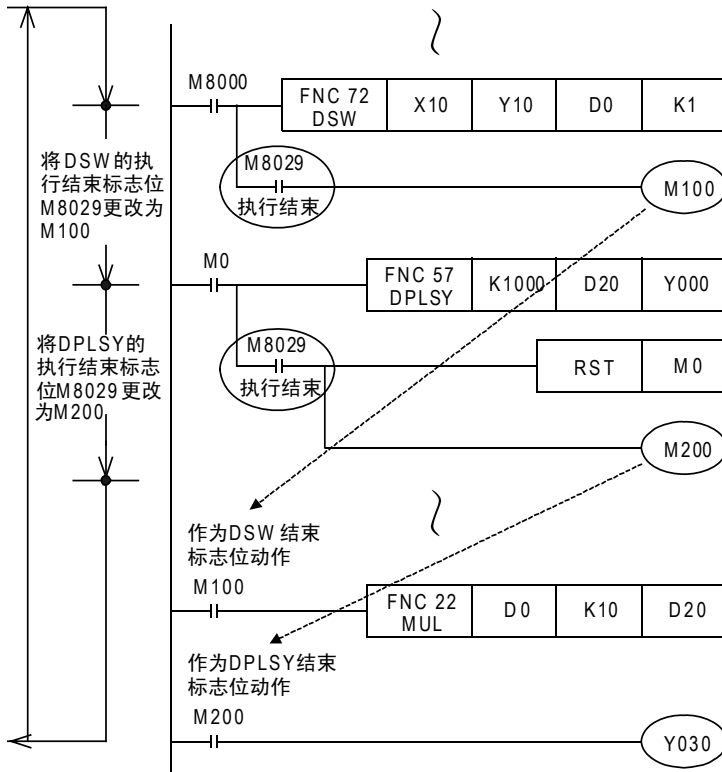 M8000
FNC 72 X10 Y10 D0 K1
DSW
M8029
执行结束
M100
将DSW的执
行结束标志位
M8029更改为
M100
M0
FNC 57 K1000 D20 Y000
DPLSY
M8029
执行结束
RST M0
将DPLSY的
执行结束标志
位M8029更改
为M200
M200
作为DSW结束
标志位动作
M100
FNC 22 D0 K10 D20
MUL
作为DPLSY结束
标志位动作
M200
Y030